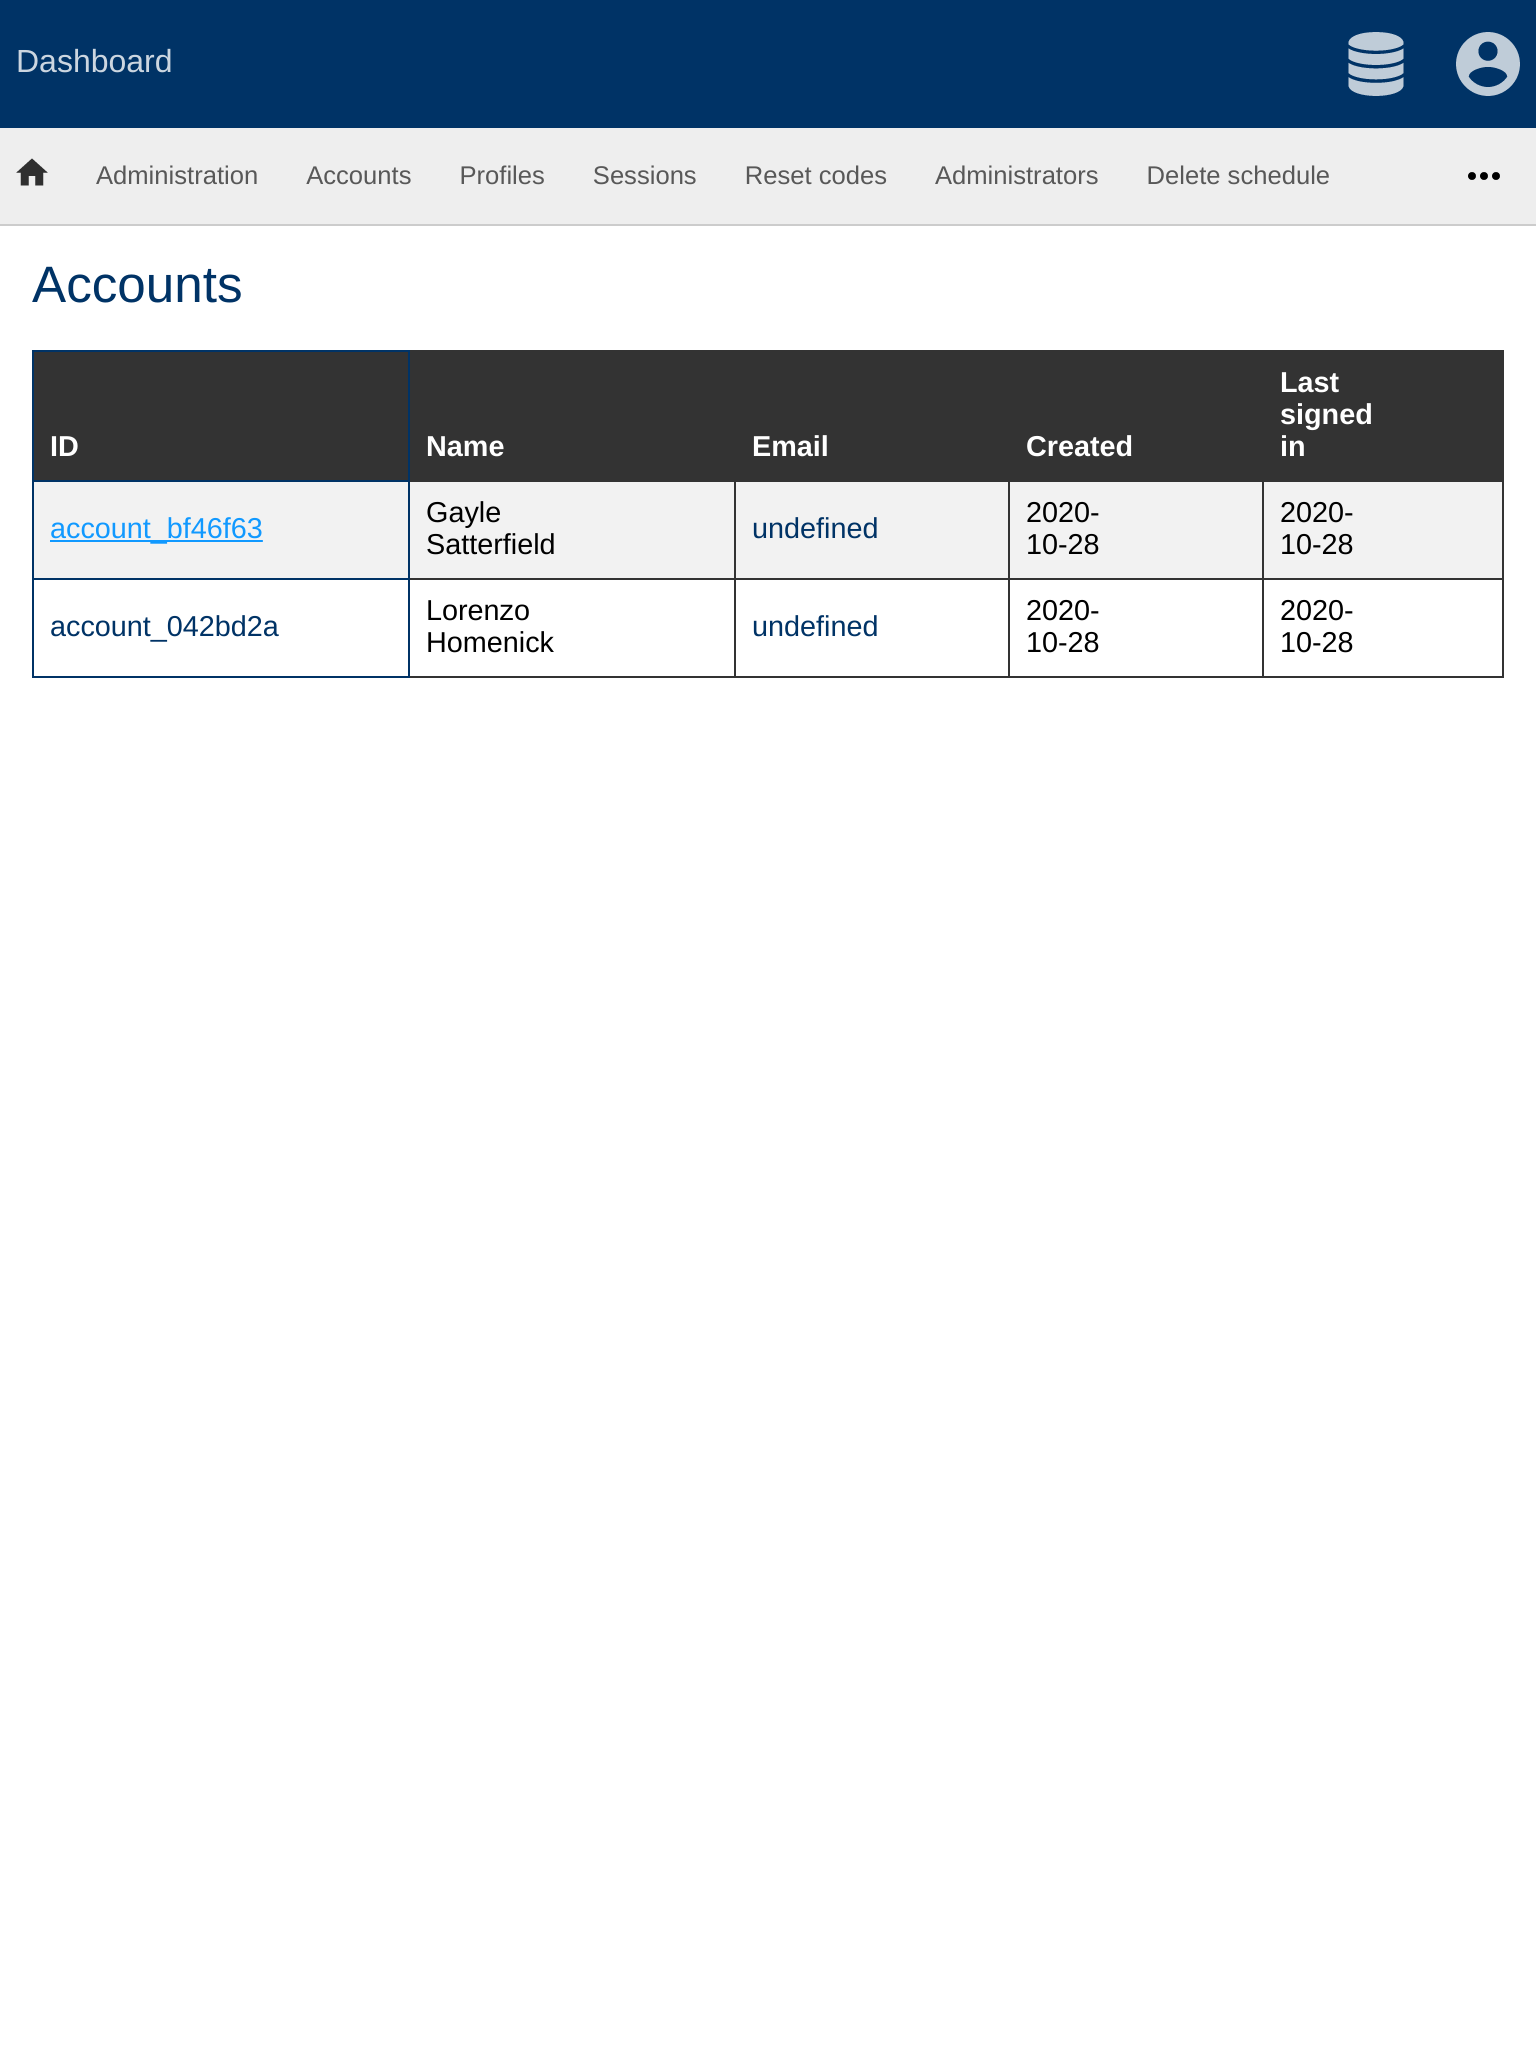 Dashboard
Administration Accounts Profiles Sessions Reset codes Administrators Delete schedule
Accounts
ID Name Email Created Last signed in
account_bf46f63 Gayle Satterfield undefined 2020-10-28 2020-10-28
account_042bd2a Lorenzo Homenick undefined 2020-10-28 2020-10-28